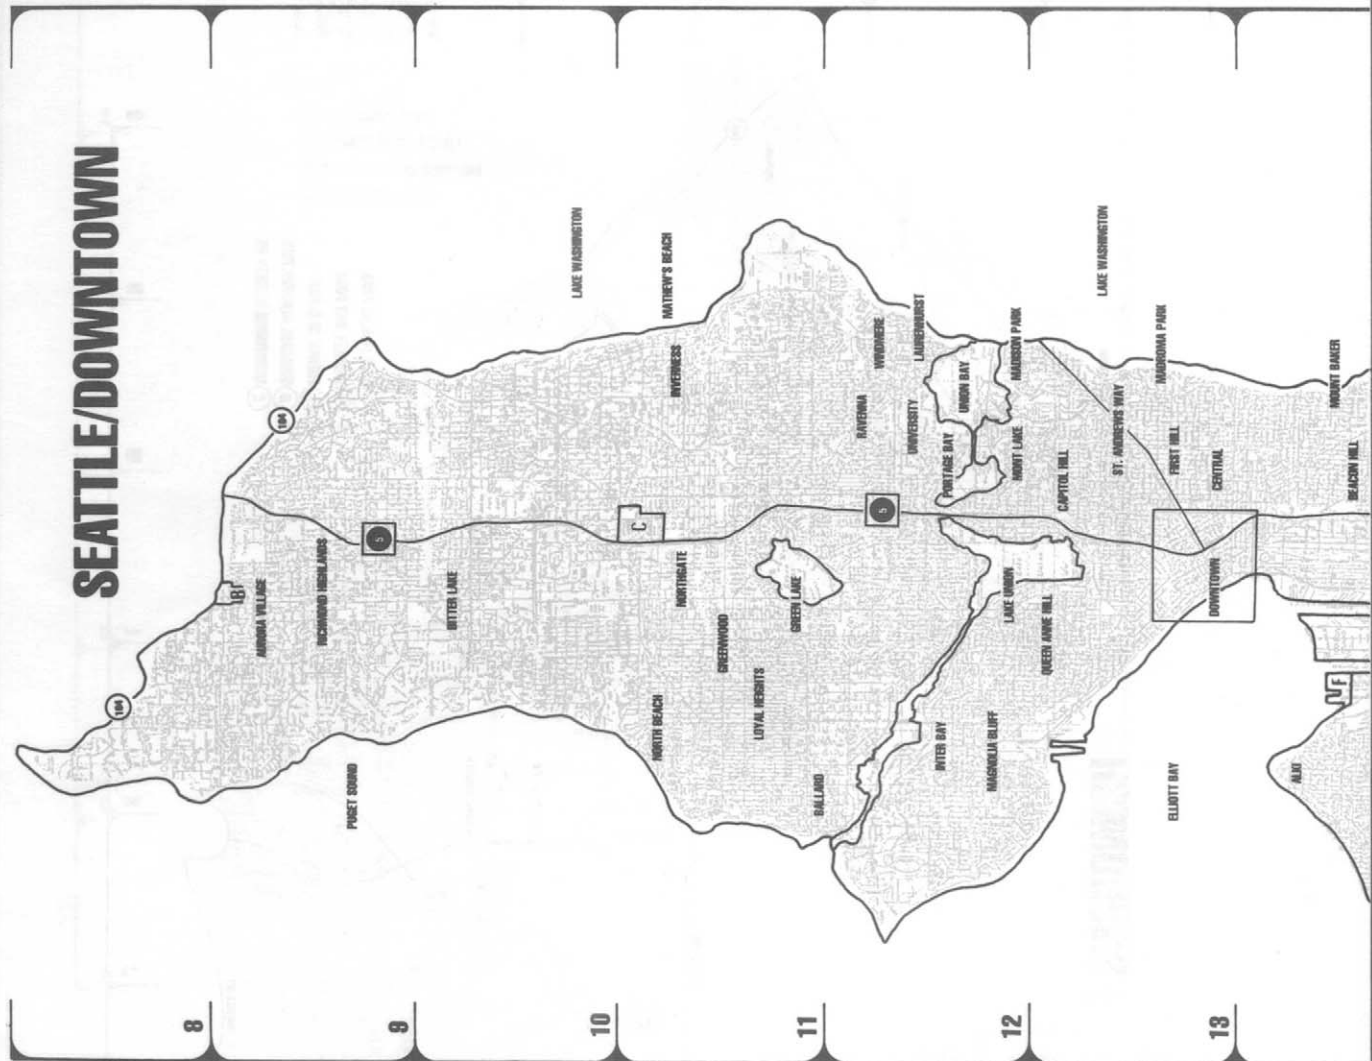 SEATTLE/DOWNTOWN
8
9
10
11
12
13
104
104
B
AURORA VILLAGE
RICHMOND HIGHLANDS
PUGET SOUND
5
BITTER LAKE
LAKE WASHINGTON
C
NORTH BEACH
MATHEW'S BEACH
INVERNESS
NORTHGATE
GREENWOOD
LOYAL HEIGHTS
GREEN LAKE
BALLARD
RAVENNA
WINDMERE
5
UNIVERSITY
LAURENHURST
INTER BAY
PORTAGE BAY
UNION BAY
MAGNOLIA BLUFF
LAKE UNION
MONT LAKE
MADISON PARK
QUEEN ANNE HILL
CAPITOL HILL
LAKE WASHINGTON
ST. ANDREWS WAY
MADROMA PARK
ELLIOTT BAY
FIRST HILL
DOWNTOWN
CENTRAL
ALKI
F
MOUNT BAKER
BEACON HILL